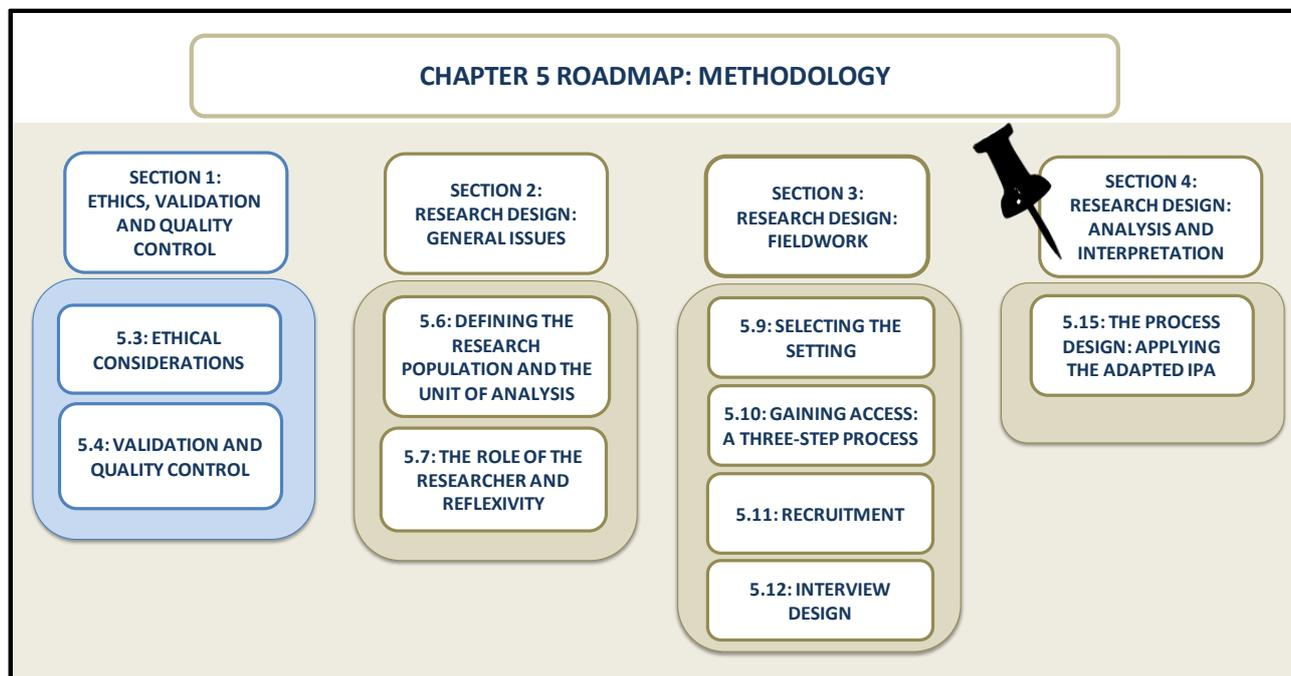 CHAPTER 5 ROADMAP: METHODOLOGY
SECTION 1:
ETHICS, VALIDATION
AND QUALITY
CONTROL
5.3: ETHICAL
CONSIDERATIONS
5.4: VALIDATION AND
QUALITY CONTROL
SECTION 2:
RESEARCH DESIGN:
GENERAL ISSUES
5.6: DEFINING THE
RESEARCH
POPULATION AND THE
UNIT OF ANALYSIS
5.7: THE ROLE OF THE
RESEARCHER AND
REFLEXIVITY
SECTION 3:
RESEARCH DESIGN:
FIELDWORK
5.9: SELECTING THE
SETTING
5.10: GAINING ACCESS:
A THREE-STEP PROCESS
5.11: RECRUITMENT
5.12: INTERVIEW
DESIGN
SECTION 4:
RESEARCH DESIGN:
ANALYSIS AND
INTERPRETATION
5.15: THE PROCESS
DESIGN: APPLYING
THE ADAPTED IPA